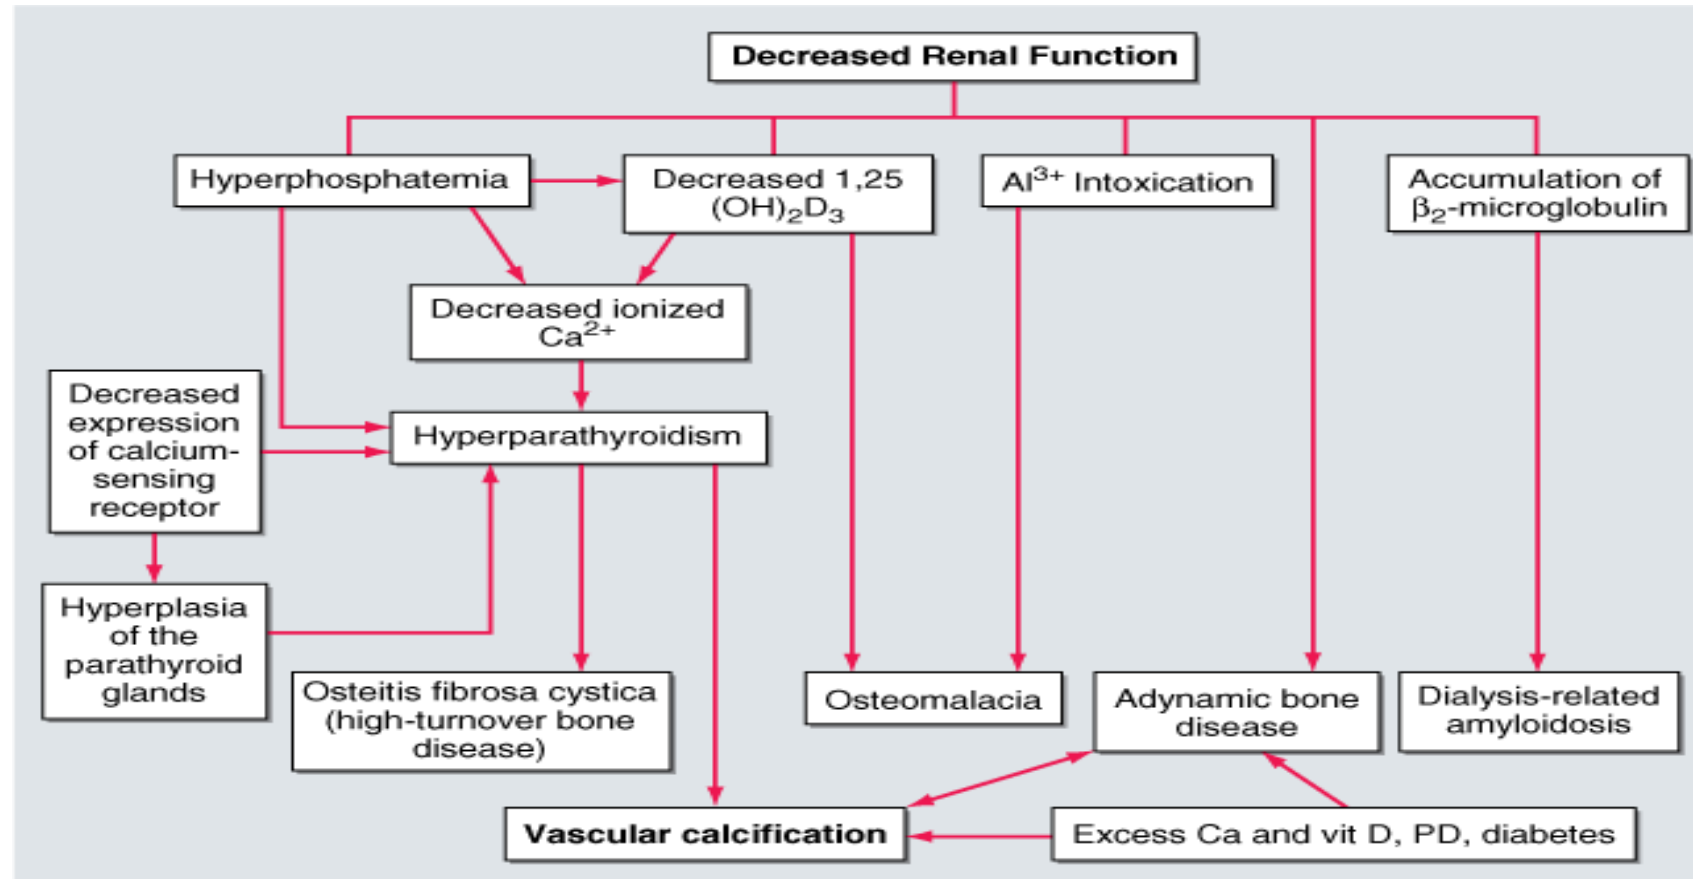 Decreased Renal Function
Hyperphosphatemia
Decreased 1,25
(OH)₂D₃
Al³⁺ Intoxication
Accumulation of
β₂-microglobulin
Decreased ionized
Ca²⁺
Decreased
expression
of calcium-
sensing
receptor
Hyperparathyroidism
Hyperplasia
of the
parathyroid
glands
Osteitis fibrosa cystica
(high-turnover bone
disease)
Osteomalacia
Adynamic bone
disease
Dialysis-related
amyloidosis
Vascular calcification
Excess Ca and vit D, PD, diabetes